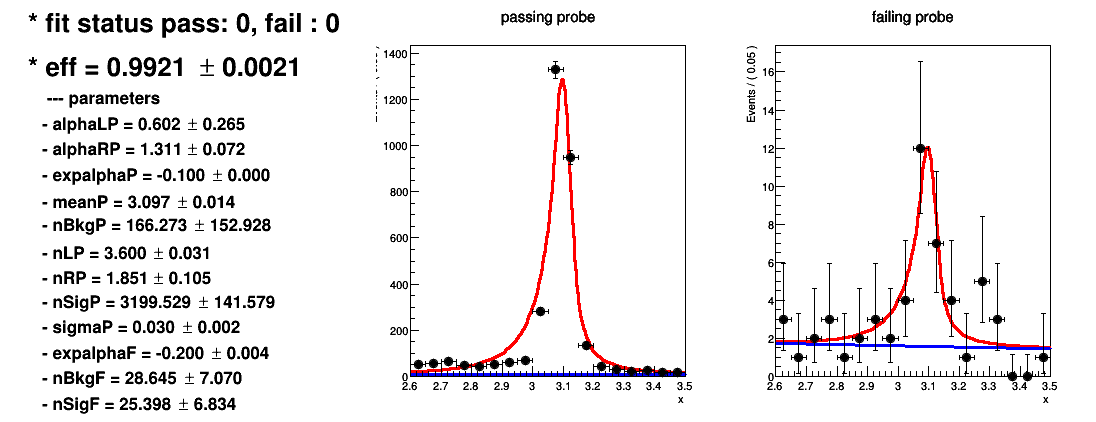 * fit status pass: 0, fail : 0
* eff = 0.9921 ± 0.0021
--- parameters
- alphaLP = 0.602 ± 0.265
- alphaRP = 1.311 ± 0.072
- expalphaP = -0.100 ± 0.000
- meanP = 3.097 ± 0.014
- nBkgP = 166.273 ± 152.928
- nLP = 3.600 ± 0.031
- nRP = 1.851 ± 0.105
- nSigP = 3199.529 ± 141.579
- sigmaP = 0.030 ± 0.002
- expalphaF = -0.200 ± 0.004
- nBkgF = 28.645 ± 7.070
- nSigF = 25.398 ± 6.834
passing probe
1400
1200
1000
800
600
400
200
0
2.6 2.7 2.8 2.9 3 3.1 3.2 3.3 3.4 3.5
x
failing probe
Events / ( 0.05 )
16
14
12
10
8
6
4
2
0
2.6 2.7 2.8 2.9 3 3.1 3.2 3.3 3.4 3.5
x